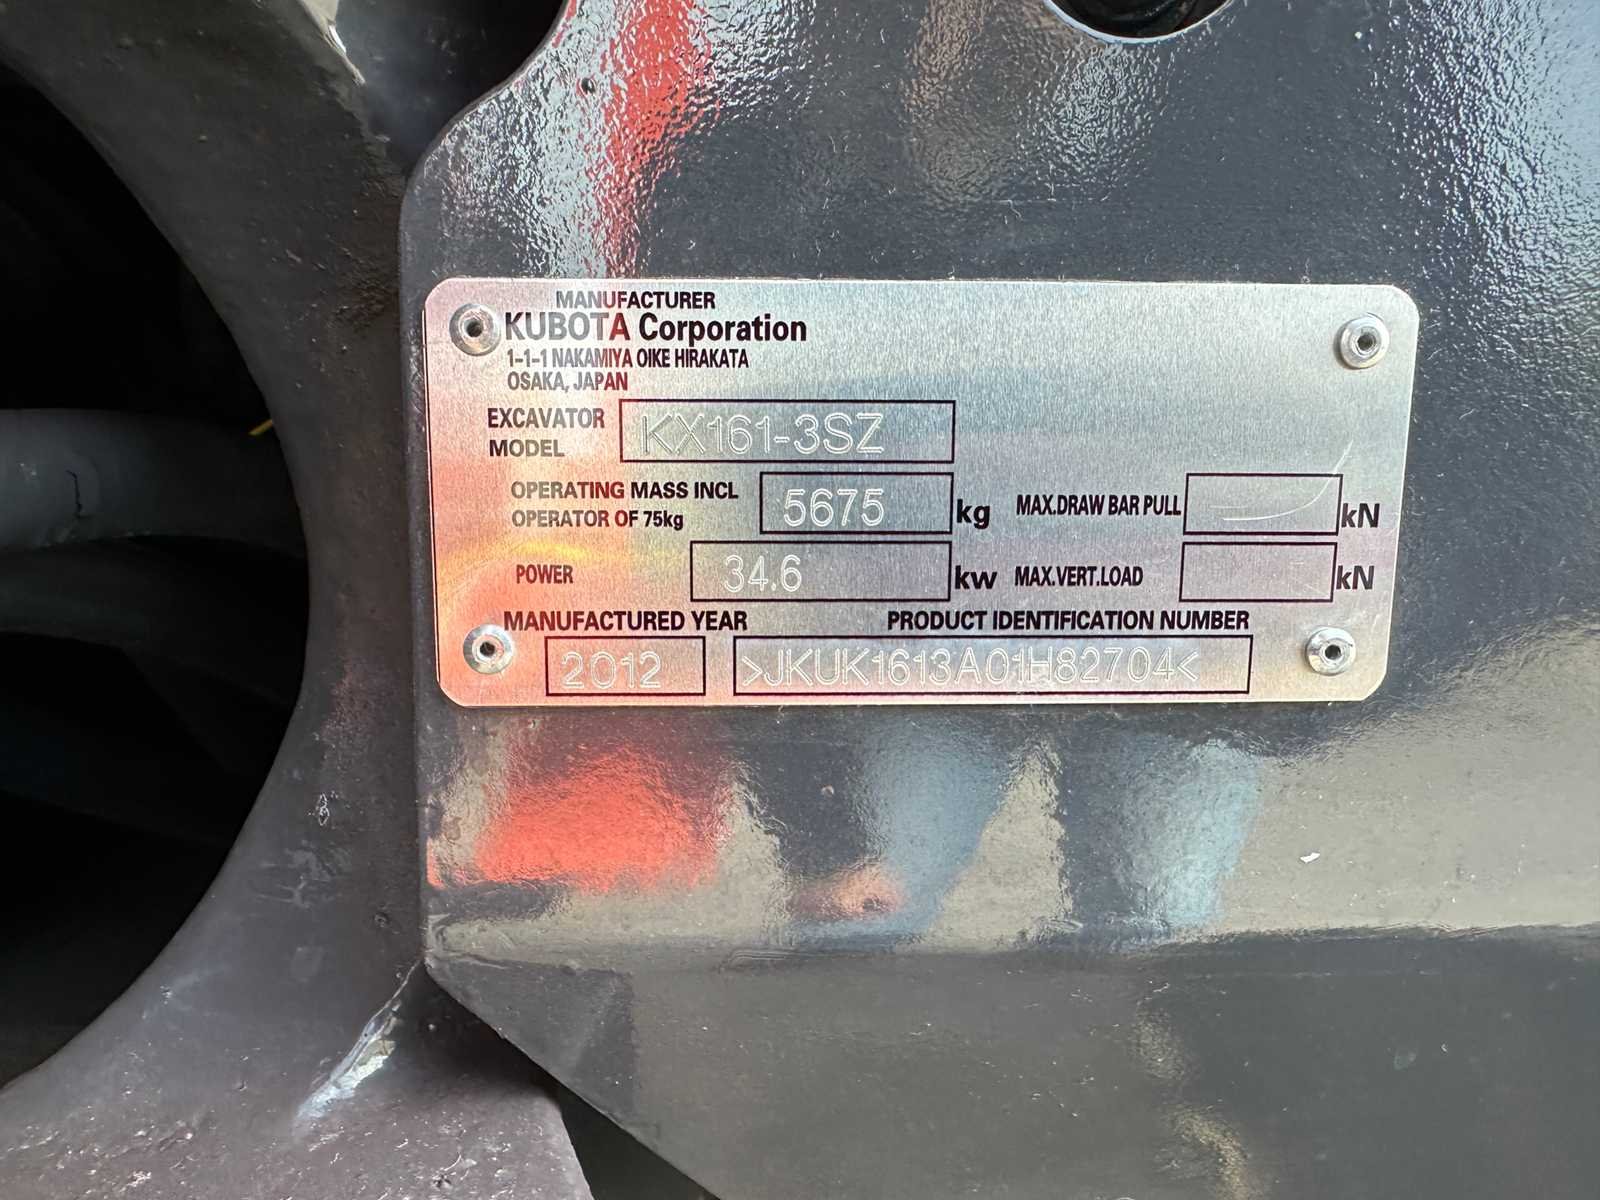 MANUFACTURER
KUBOTA Corporation
1-1-1 NAKAMIYA OIKE HIRAKATA
OSAKA, JAPAN
EXCAVATOR MODEL KX161-3SZ
OPERATING MASS INCL OPERATOR OF 75kg 5675 kg MAX.DRAW BAR PULL kN
POWER 34.6 kw MAX.VERT.LOAD kN
MANUFACTURED YEAR PRODUCT IDENTIFICATION NUMBER
2012 >JKUK1613A01H82704<